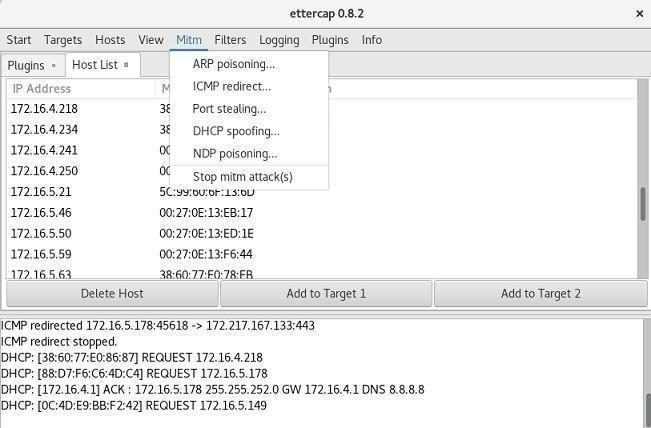 ettercap 0.8.2
Start Targets Hosts View Mitm Filters Logging Plugins Info
Plugins Host List
ARP poisoning...
ICMP redirect...
Port stealing...
DHCP spoofing...
NDP poisoning...
Stop mitm attack(s)
IP Address M
172.16.4.218 38
172.16.4.234 38
172.16.4.241 00
172.16.4.250 00
172.16.5.21 5C:99:60:6F:13:6D
172.16.5.46 00:27:0E:13:EB:17
172.16.5.50 00:27:0E:13:ED:1E
172.16.5.59 00:27:0E:13:F6:44
172.16.5.63 38:60:77:E0:78:EB
Delete Host Add to Target 1 Add to Target 2
ICMP redirected 172.16.5.178:45618 -> 172.217.167.133:443
ICMP redirect stopped.
DHCP: [38:60:77:E0:86:87] REQUEST 172.16.4.218
DHCP: [88:D7:F6:C6:4D:C4] REQUEST 172.16.5.178
DHCP: [172.16.4.1] ACK : 172.16.5.178 255.255.252.0 GW 172.16.4.1 DNS 8.8.8.8
DHCP: [0C:4D:E9:BB:F2:42] REQUEST 172.16.5.149